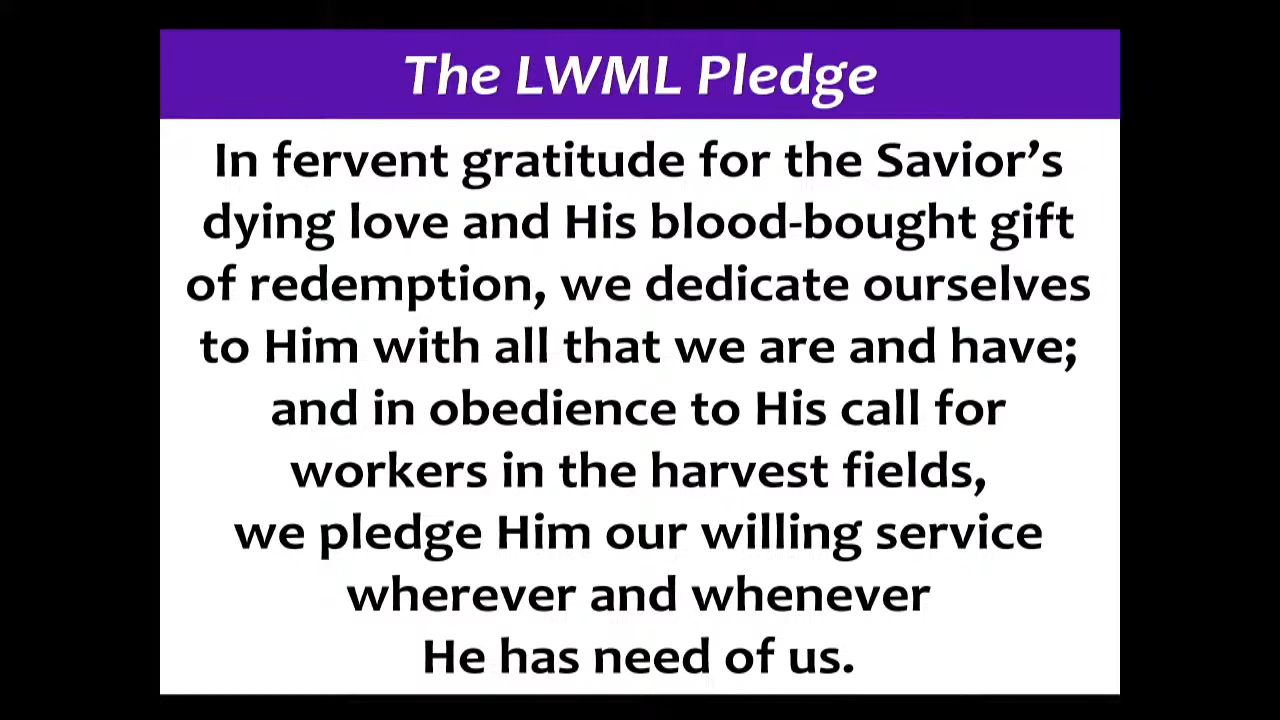 The LWML Pledge
In fervent gratitude for the Savior’s
dying love and His blood-bought gift
of redemption, we dedicate ourselves
to Him with all that we are and have;
and in obedience to His call for
workers in the harvest fields,
we pledge Him our willing service
wherever and whenever
He has need of us.